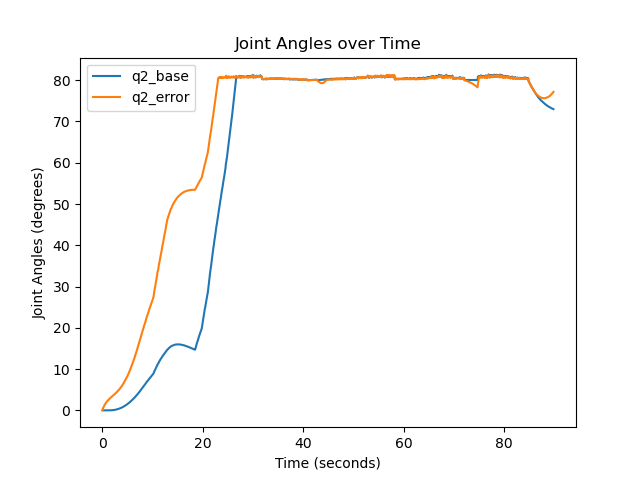 Joint Angles over Time
q2_base
q2_error
Joint Angles (degrees)
80
70
60
50
40
30
20
10
0
0 20 40 60 80
Time (seconds)